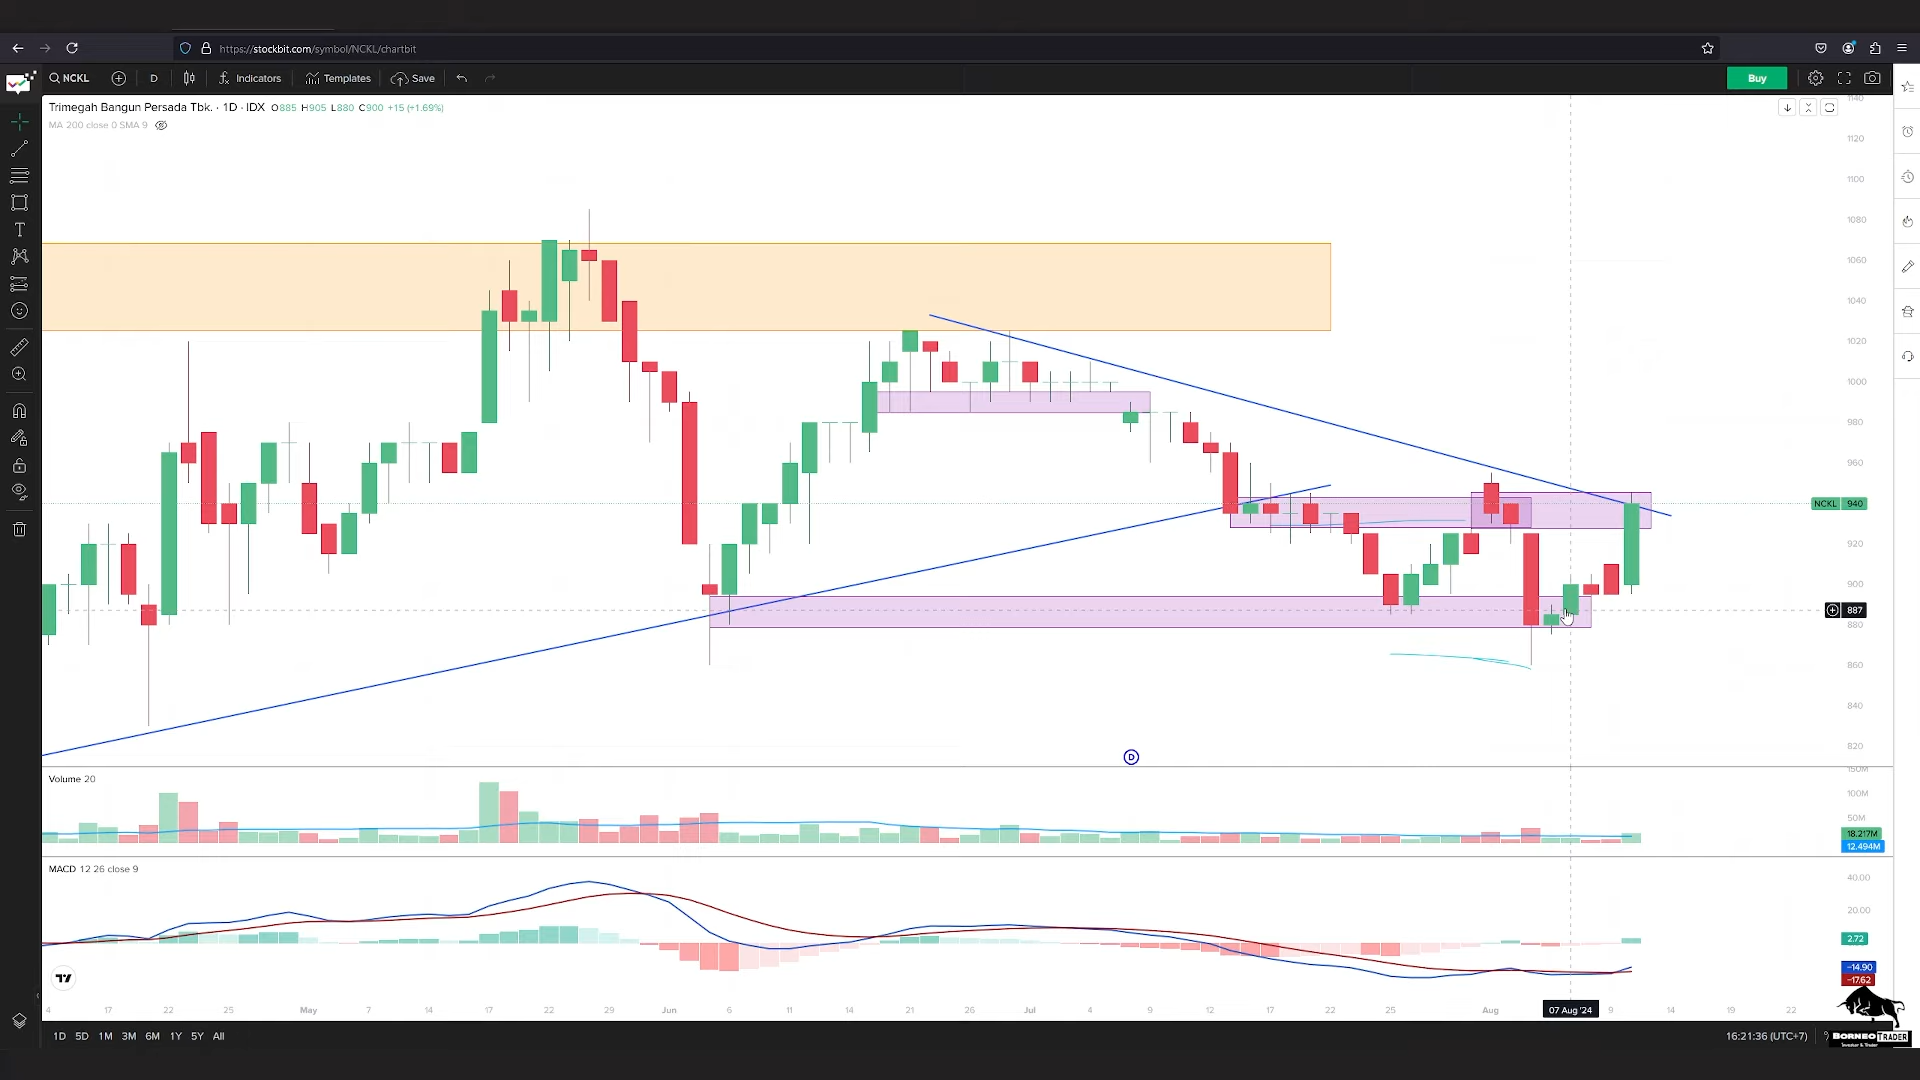 https://stockbit.com/symbol/NCKL/chartbit
NCKL D Indicators Templates Save Buy
Trimegah Bangun Persada Tbk. · 1D · IDX O885 H905 L880 C900 +15 (+1.69%)
MA 200 close 0 SMA 9
1140
1120
1100
1080
1060
1040
1020
1000
980
960
NCKL 940
920
900
887
880
860
840
820
D
Volume 20
150M
100M
50M
18.217M
12.494M
MACD 12 26 close 9
40.00
20.00
2.72
−14.90
−17.62
4 17 22 25 May 7 14 17 22 29 Jun 6 11 14 21 26 Jul 4 9 12 17 22 25 Aug 07 Aug '24 9 14 19 22
1D 5D 1M 3M 6M 1Y 5Y All 16:21:36 (UTC+7)
BORNEO TRADER
Investor & Trader